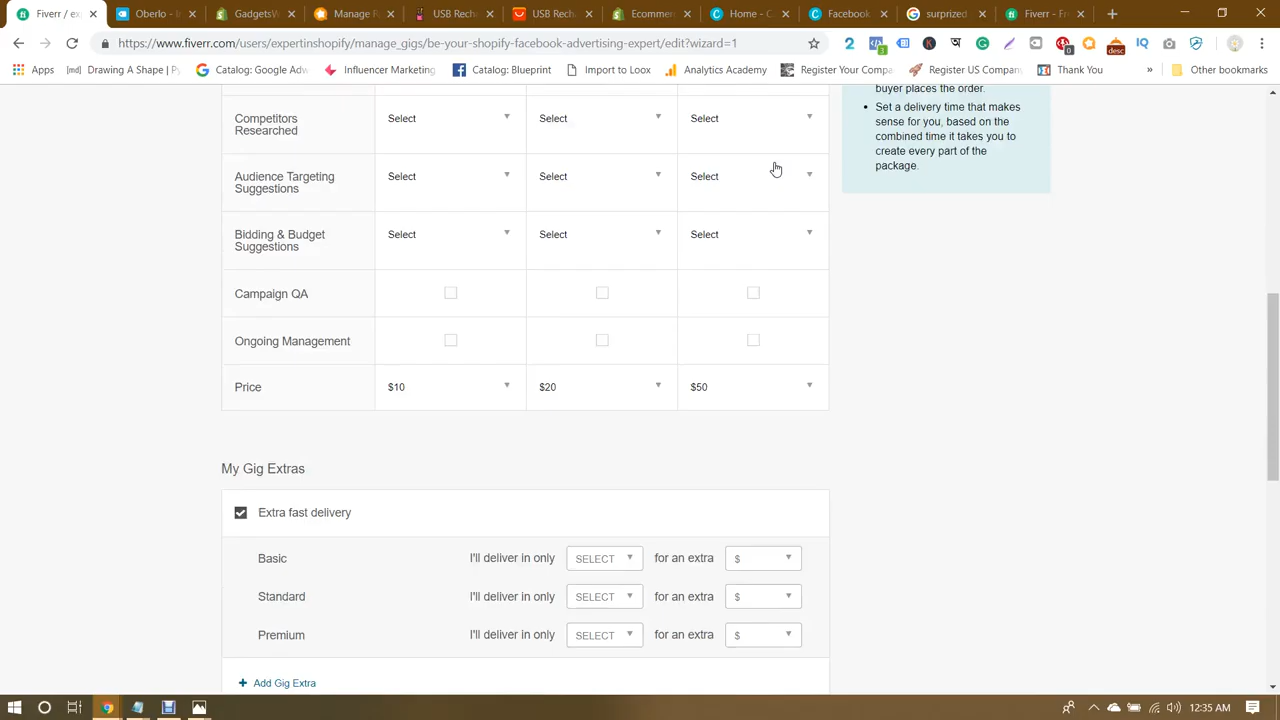 Fiverr / exp
Oberlo - In
GadgetsW
Manage R
USB Rech
USB Rech
Ecommer
Home - C
Facebook
surprized
Fiverr - Fr
https://www.fiverr.com/users/expertinshopify/manage_gigs/be-your-shopify-facebook-advertising-expert/edit?wizard=1
Apps
Drawing A Shape | Py
Catalog: Google Adw
Influencer Marketing
Catalog: Blueprint
Import to Loox
Analytics Academy
Register Your Compa
Register US Company
Thank You
»
Other bookmarks
buyer places the order.
Set a delivery time that makes
sense for you, based on the
combined time it takes you to
create every part of the
package.
Competitors
Researched
Select Select Select
Audience Targeting
Suggestions
Select Select Select
Bidding & Budget
Suggestions
Select Select Select
Campaign QA
Ongoing Management
Price $10 $20 $50
My Gig Extras
Extra fast delivery
Basic I'll deliver in only SELECT for an extra $
Standard I'll deliver in only SELECT for an extra $
Premium I'll deliver in only SELECT for an extra $
+ Add Gig Extra
12:35 AM